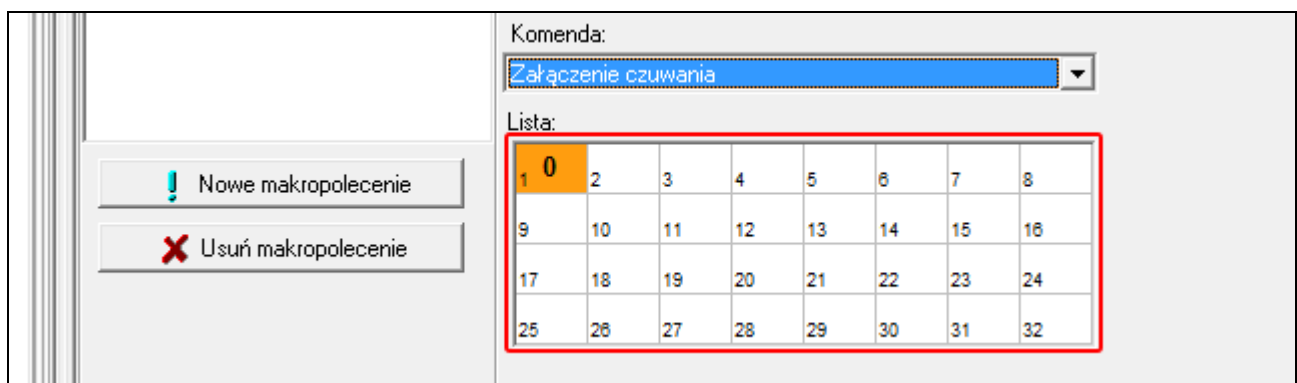 Komenda:
Załączenie czuwania
Lista:
1 0 2 3 4 5 6 7 8
9 10 11 12 13 14 15 16
17 18 19 20 21 22 23 24
25 26 27 28 29 30 31 32
! Nowe makropolecenie
Usuń makropolecenie